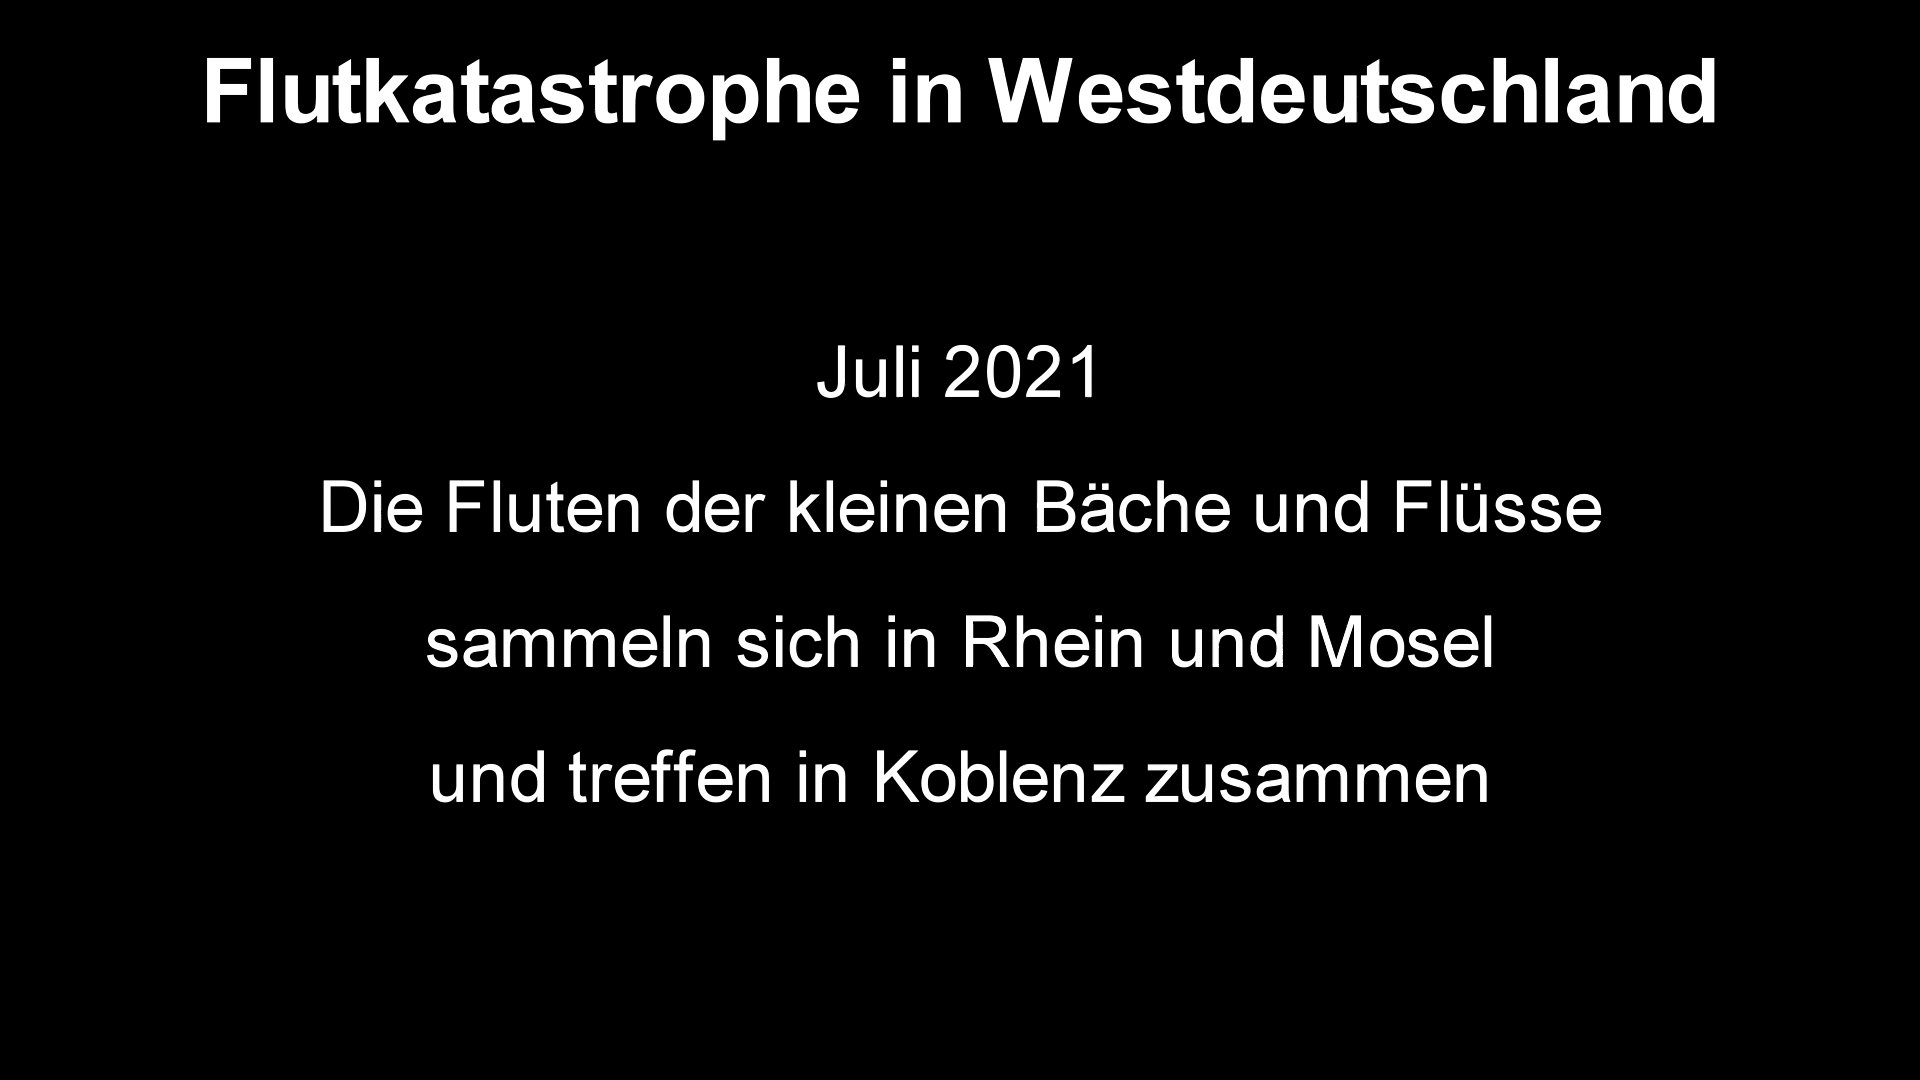 Flutkatastrophe in Westdeutschland
Juli 2021
Die Fluten der kleinen Bäche und Flüsse
sammeln sich in Rhein und Mosel
und treffen in Koblenz zusammen